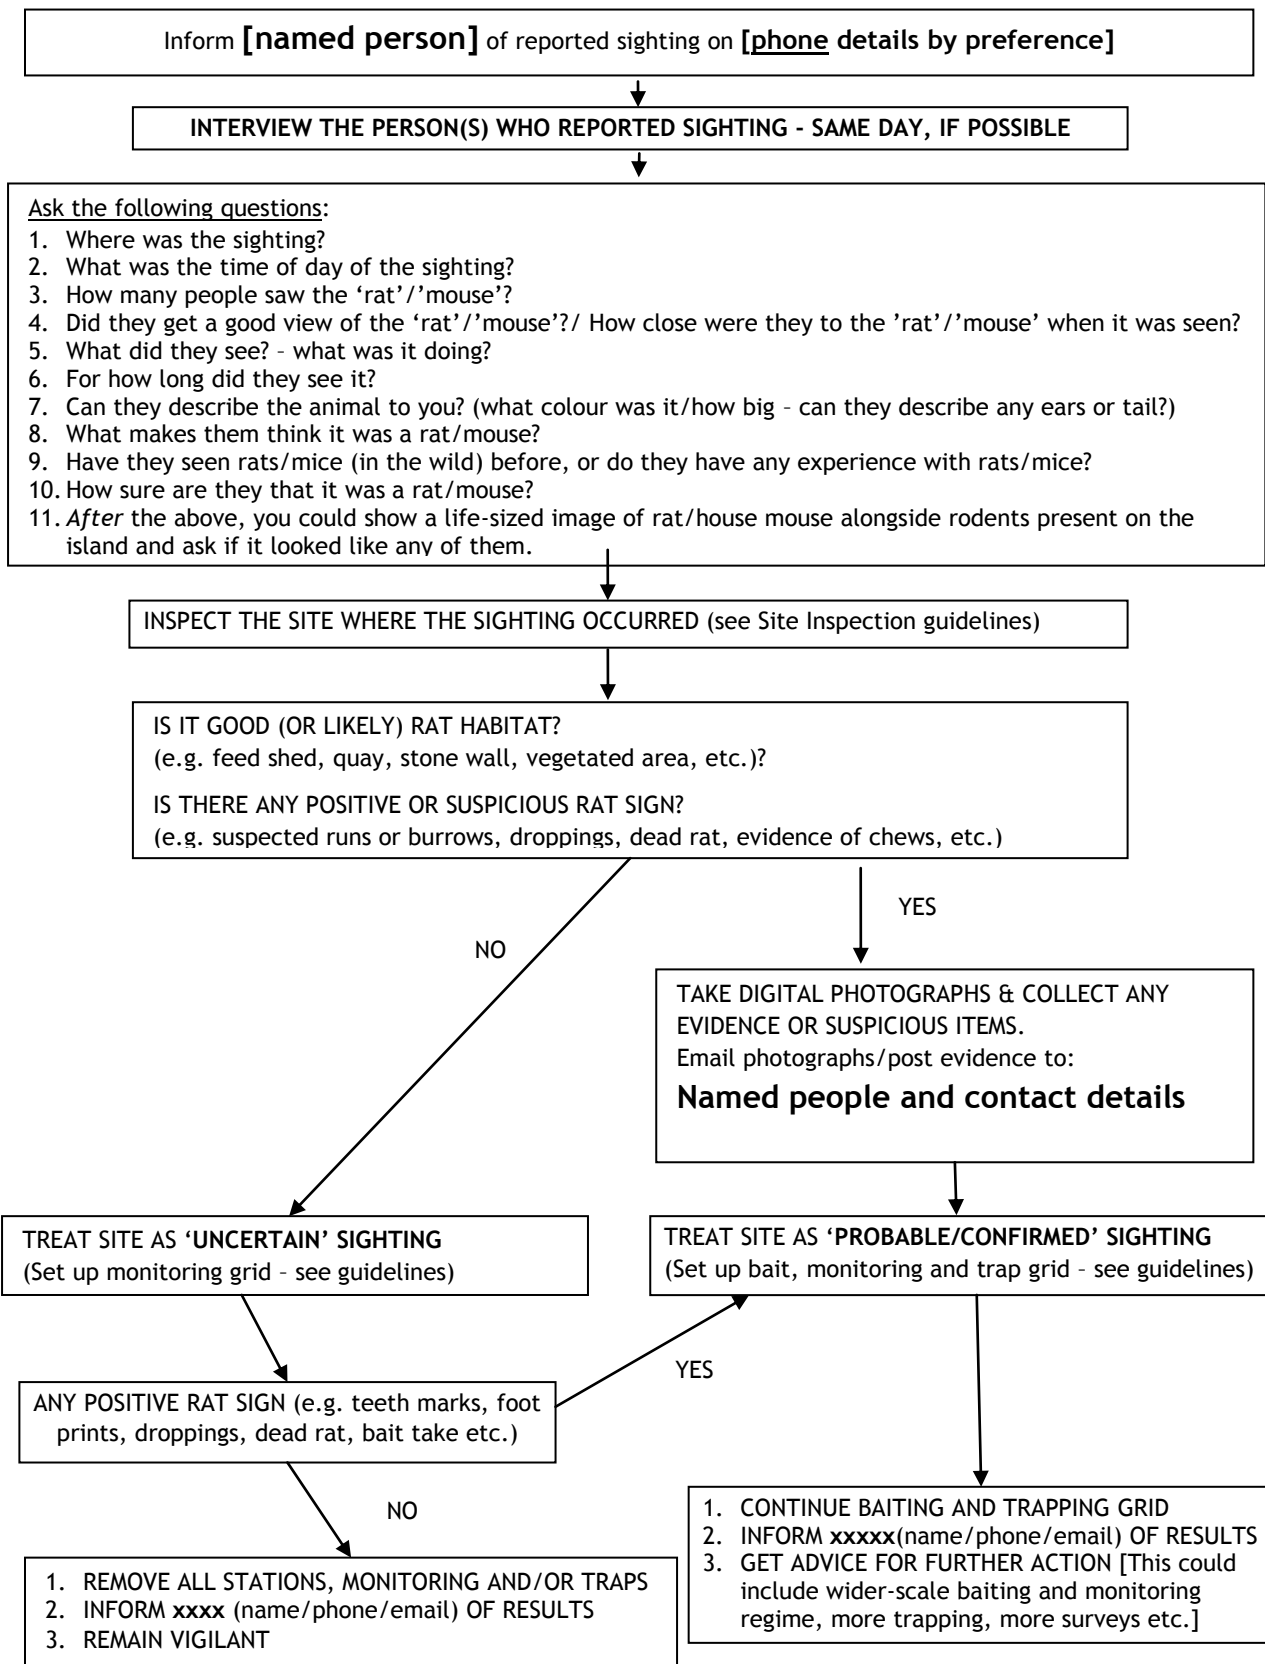 Inform [named person] of reported sighting on [phone details by preference]
INTERVIEW THE PERSON(S) WHO REPORTED SIGHTING - SAME DAY, IF POSSIBLE
Ask the following questions:
1. Where was the sighting?
2. What was the time of day of the sighting?
3. How many people saw the ‘rat’/’mouse’?
4. Did they get a good view of the ‘rat’/’mouse’?/ How close were they to the ’rat’/’mouse’ when it was seen?
5. What did they see? – what was it doing?
6. For how long did they see it?
7. Can they describe the animal to you? (what colour was it/how big – can they describe any ears or tail?)
8. What makes them think it was a rat/mouse?
9. Have they seen rats/mice (in the wild) before, or do they have any experience with rats/mice?
10. How sure are they that it was a rat/mouse?
11. After the above, you could show a life-sized image of rat/house mouse alongside rodents present on the
island and ask if it looked like any of them.
INSPECT THE SITE WHERE THE SIGHTING OCCURRED (see Site Inspection guidelines)
IS IT GOOD (OR LIKELY) RAT HABITAT?
(e.g. feed shed, quay, stone wall, vegetated area, etc.)?
IS THERE ANY POSITIVE OR SUSPICIOUS RAT SIGN?
(e.g. suspected runs or burrows, droppings, dead rat, evidence of chews, etc.)
YES
NO
TAKE DIGITAL PHOTOGRAPHS & COLLECT ANY
EVIDENCE OR SUSPICIOUS ITEMS.
Email photographs/post evidence to:
Named people and contact details
TREAT SITE AS ‘UNCERTAIN’ SIGHTING
(Set up monitoring grid – see guidelines)
TREAT SITE AS ‘PROBABLE/CONFIRMED’ SIGHTING
(Set up bait, monitoring and trap grid – see guidelines)
YES
ANY POSITIVE RAT SIGN (e.g. teeth marks, foot
prints, droppings, dead rat, bait take etc.)
NO
1. CONTINUE BAITING AND TRAPPING GRID
2. INFORM xxxxx(name/phone/email) OF RESULTS
3. GET ADVICE FOR FURTHER ACTION [This could
include wider-scale baiting and monitoring
regime, more trapping, more surveys etc.]
1. REMOVE ALL STATIONS, MONITORING AND/OR TRAPS
2. INFORM xxxx (name/phone/email) OF RESULTS
3. REMAIN VIGILANT